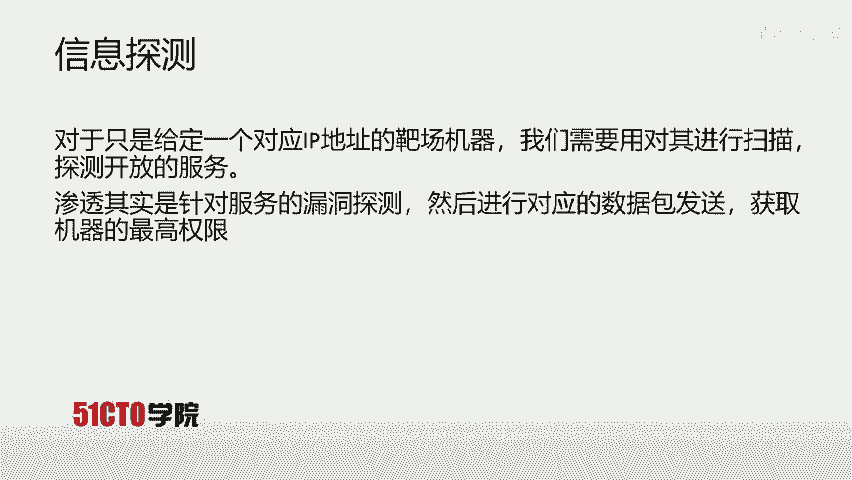 信息探测
对于只是给定一个对应IP地址的靶场机器，我们需要用对其进行扫描，
探测开放的服务。
渗透其实是针对服务的漏洞探测，然后进行对应的数据包发送，获取
机器的最高权限
51CTO学院